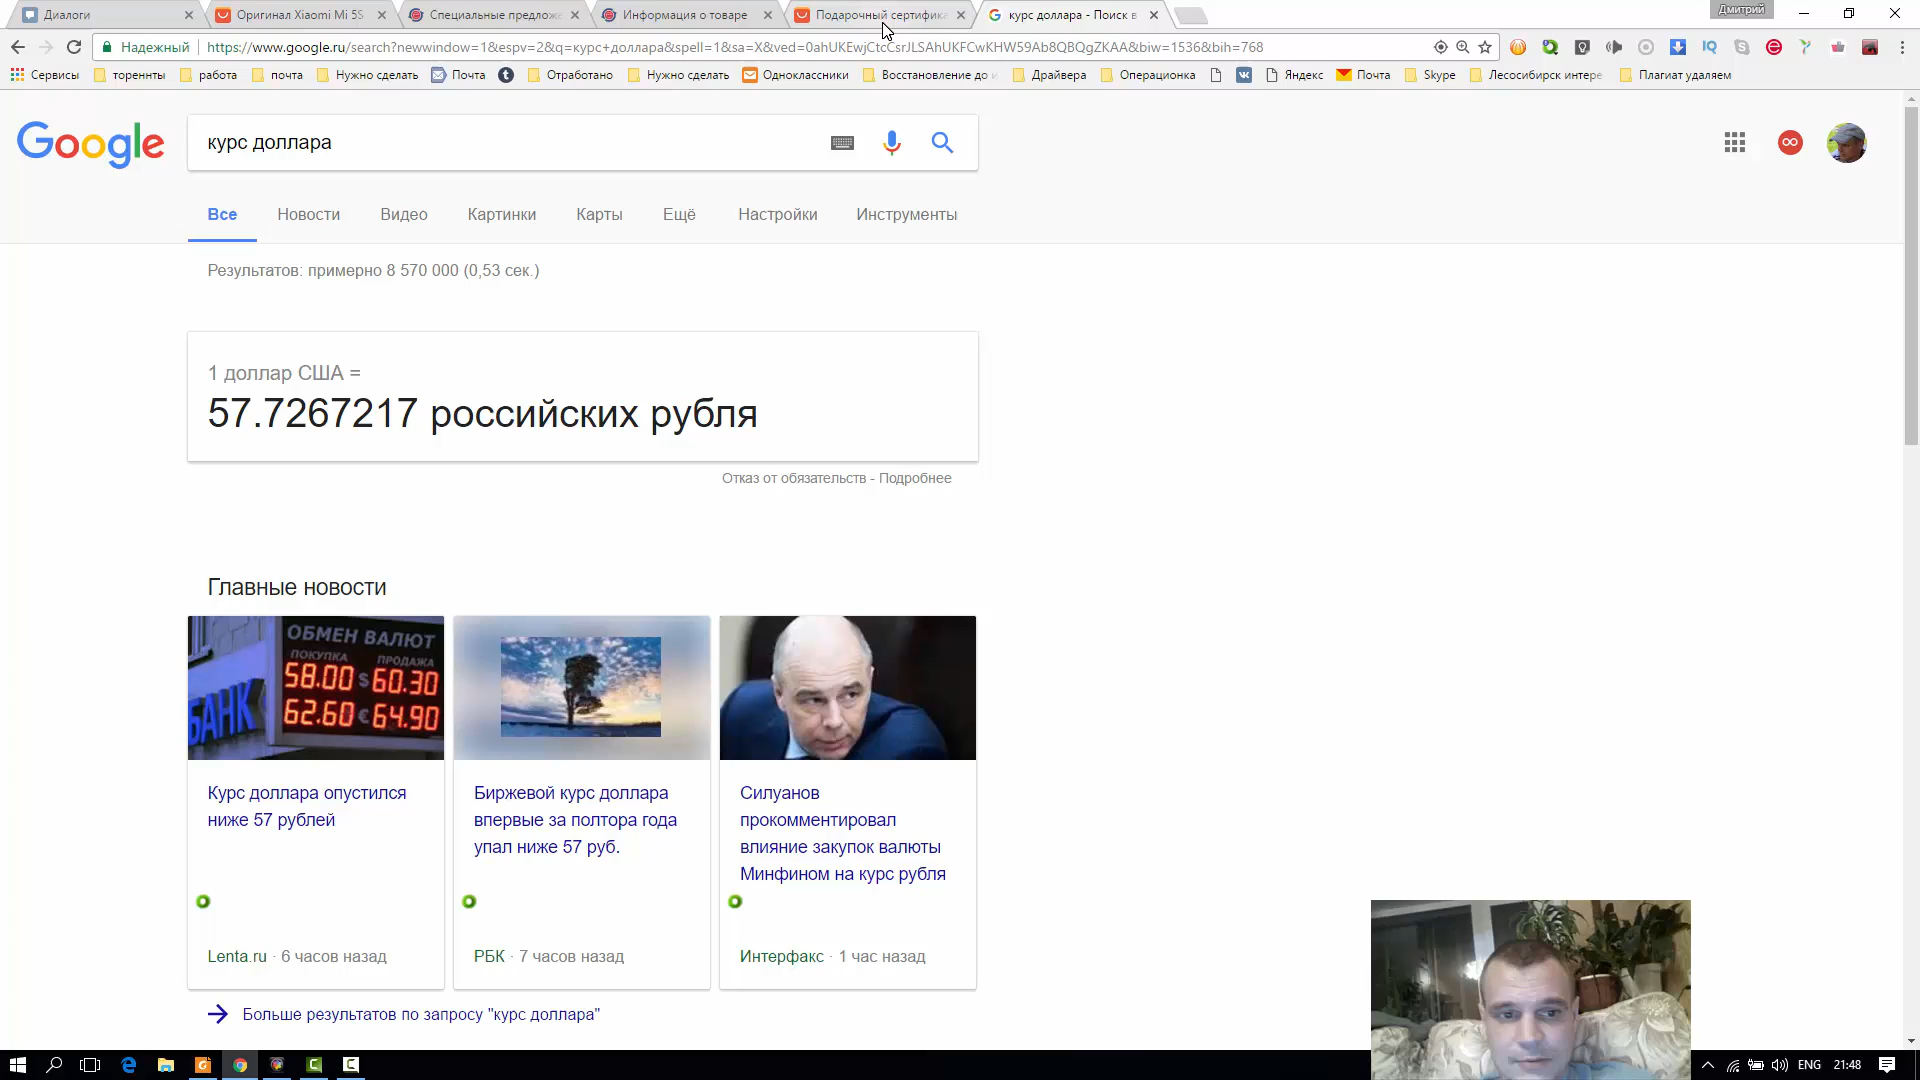 Диалоги
Оригинал Xiaomi Mi 5S
Специальные предложе
Информация о товаре
Подарочный сертифика
курс доллара - Поиск в
Дмитрий
Надежный
https://www.google.ru/search?newwindow=1&espv=2&q=курс+доллара&spell=1&sa=X&ved=0ahUKEwjCtcCsrJLSAhUKFCwKHW59Ab8QBQgZKAA&biw=1536&bih=768
Сервисы
торенты
работа
почта
Нужно сделать
Почта
Отработано
Нужно сделать
Одноклассники
Восстановление до
Драйвера
Операционка
Яндекс
Почта
Skype
Лесосибирск интере
Плагиат удаляем
Google
курс доллара
Все
Новости
Видео
Картинки
Карты
Ещё
Настройки
Инструменты
Результатов: примерно 8 570 000 (0,53 сек.)
1 доллар США =
57.7267217 российских рубля
Отказ от обязательств - Подробнее
Главные новости
ОБМЕН ВАЛЮТ
ПОКУПКА ПРОДАЖА
58.00 $ 60.30
62.60 € 64.90
БАНК
Курс доллара опустился
ниже 57 рублей
Lenta.ru · 6 часов назад
Биржевой курс доллара
впервые за полтора года
упал ниже 57 руб.
РБК · 7 часов назад
Силуанов
прокомментировал
влияние закупок валюты
Минфином на курс рубля
Интерфакс · 1 час назад
Больше результатов по запросу "курс доллара"
ENG
21:48